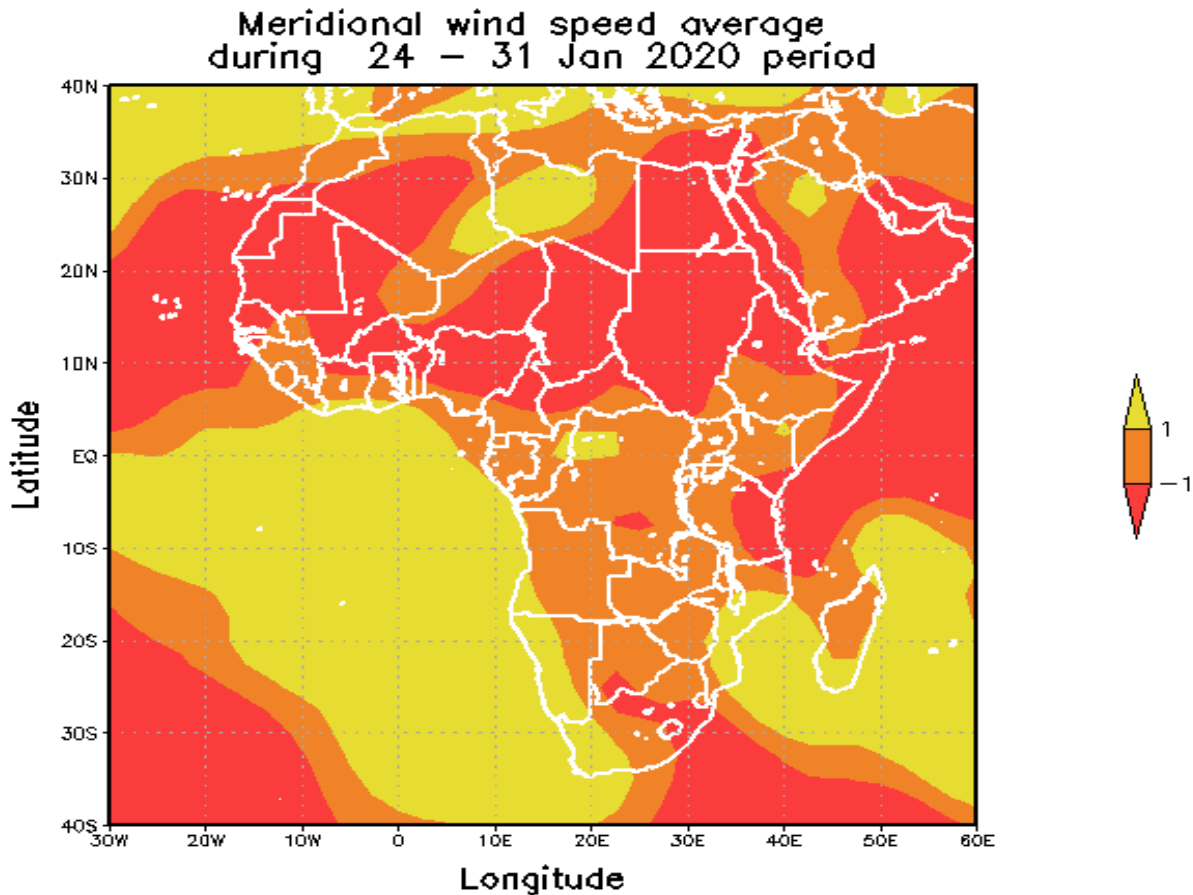 Meridional wind speed average
during 24 – 31 Jan 2020 period
40N
30N
20N
10N
EQ
10S
20S
30S
40S
Latitude
30W 20W 10W 0 10E 20E 30E 40E 50E 60E
Longitude
1
−1